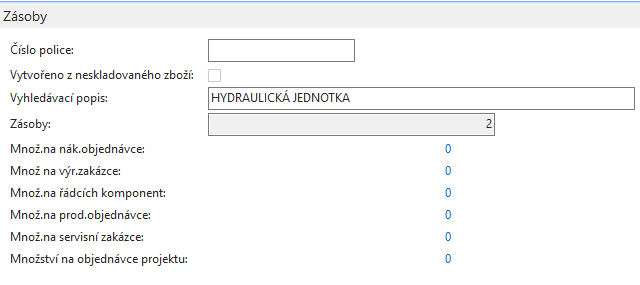 Zásoby
Číslo police:
Vytvořeno z neskladovaného zboží:
Vyhledávací popis: HYDRAULICKÁ JEDNOTKA
Zásoby: 2
Množ.na nák.objednávce: 0
Množ na výr.zakázce: 0
Množ.na řádcích komponent: 0
Množ.na prod.objednávce: 0
Množ.na servisní zakázce: 0
Množství na objednávce projektu: 0